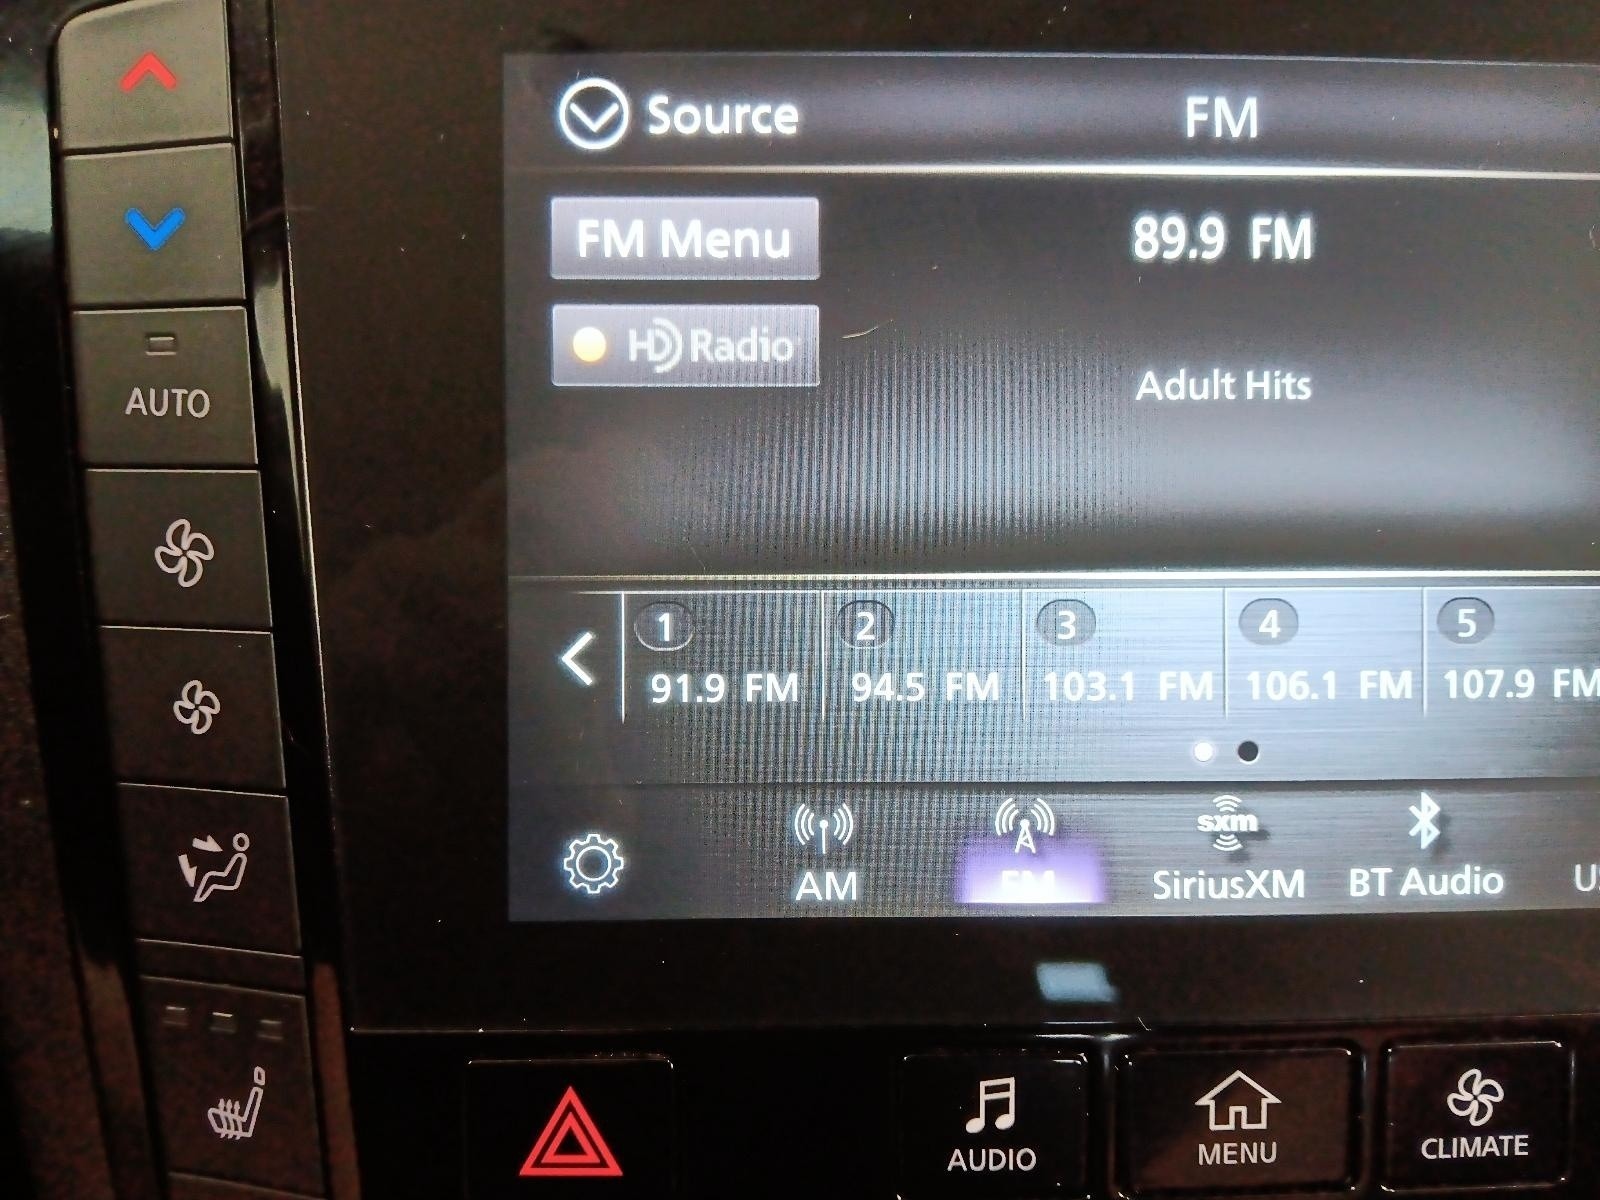 Source
FM
FM Menu
89.9 FM
HD Radio
Adult Hits
AUTO
1
2
3
4
5
91.9 FM
94.5 FM
103.1 FM
106.1 FM
107.9 FM
sxm
AM
FM
SiriusXM
BT Audio
AUDIO
MENU
CLIMATE